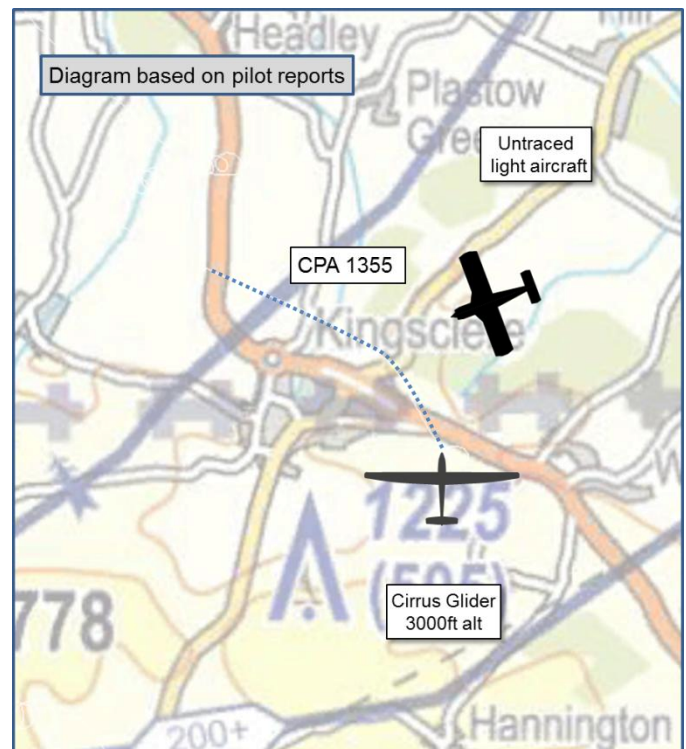 Headley
Diagram based on pilot reports
Plastow
Gree
Untraced
light aircraft
CPA 1355
Kingsclere
1225
778
Cirrus Glider
3000ft alt
200+
Hannington